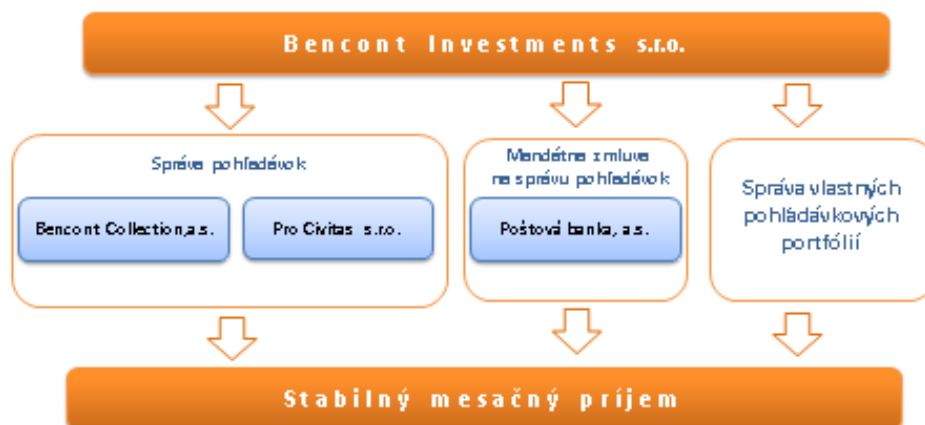 Bencont Investments s.r.o.
Správa pohľadávok
Bencont Collection,a.s.
Pro Civitas s.r.o.
Mandátna zmluva
na správu pohľadávok
Poštová banka, a.s.
Správa vlastných
pohládávkových
portfólií
Stabilný mesačný príjem